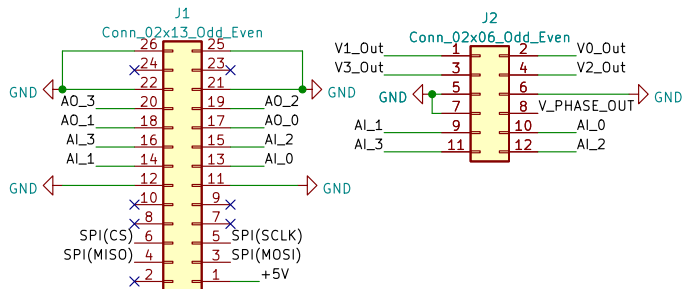 J1
Conn_02x13_Odd_Even
26 25
24 23
GND 22 21 GND
AO_3 20 19 AO_2
AO_1 18 17 AO_0
AI_3 16 15 AI_2
AI_1 14 13 AI_0
GND 12 11 GND
10 9
8 7
SPI(CS) 6 5 SPI(SCLK)
SPI(MISO) 4 3 SPI(MOSI)
2 1 +5V
J2
Conn_02x06_Odd_Even
V1_Out 1 2 V0_Out
V3_Out 3 4 V2_Out
GND 5 6 GND
7 8 V_PHASE_OUT
AI_1 9 10 AI_0
AI_3 11 12 AI_2